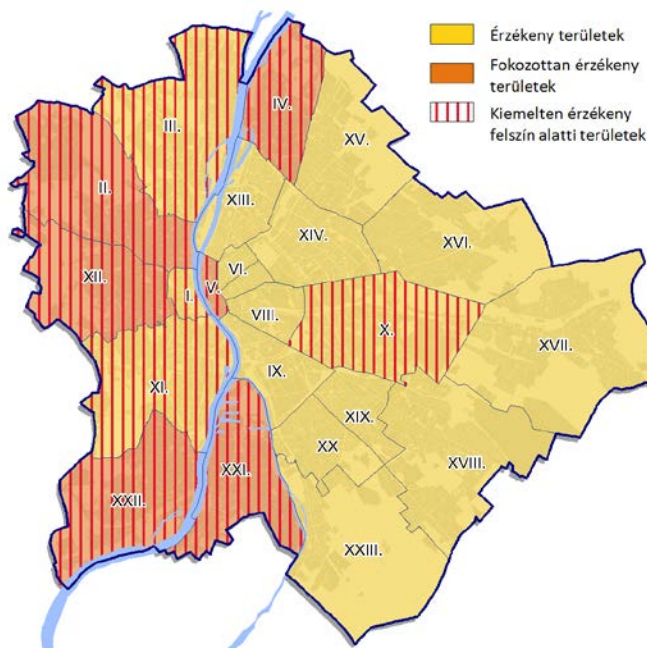 Érzékeny területek
Fokozottan érzékeny
területek
Kiemelten érzékeny
felszín alatti területek
IV.
III.
XV.
II.
XIII.
XIV.
XVI.
XII.
VI.
I.
V.
VIII.
X.
XVII.
XI.
IX.
XIX.
XX
XVIII.
XXI.
XXII.
XXIII.